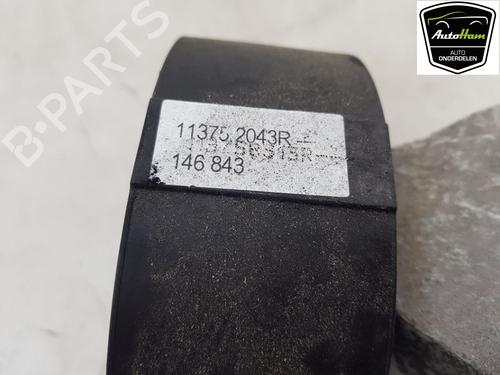 AutoHam
AUTO
ONDERDELEN
B-PARTS
11375 2043R
146 843